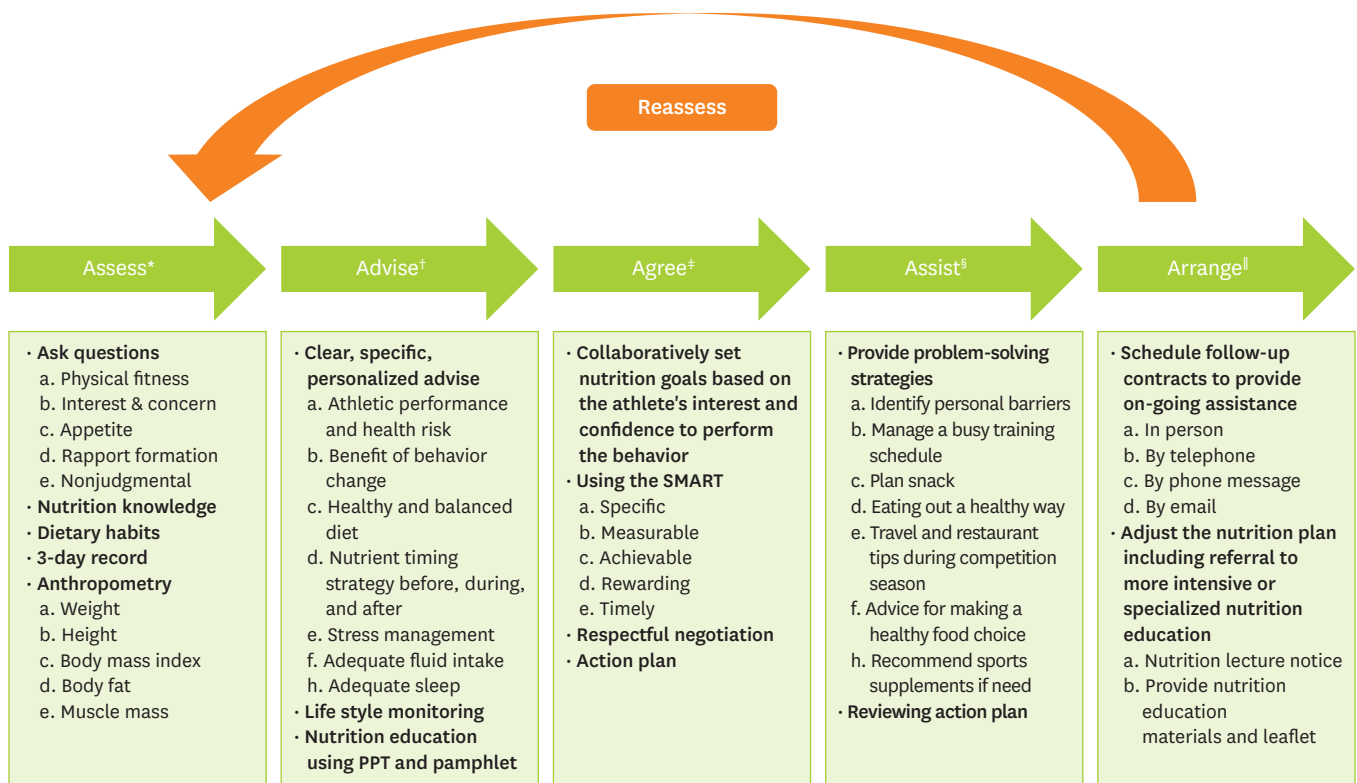 Reassess
Assess*
· Ask questions
a. Physical fitness
b. Interest & concern
c. Appetite
d. Rapport formation
e. Nonjudgmental
· Nutrition knowledge
· Dietary habits
· 3-day record
· Anthropometry
a. Weight
b. Height
c. Body mass index
d. Body fat
e. Muscle mass
Advise†
· Clear, specific,
personalized advise
a. Athletic performance
and health risk
b. Benefit of behavior
change
c. Healthy and balanced
diet
d. Nutrient timing
strategy before, during,
and after
e. Stress management
f. Adequate fluid intake
h. Adequate sleep
· Life style monitoring
· Nutrition education
using PPT and pamphlet
Agree‡
· Collaboratively set
nutrition goals based on
the athlete's interest and
confidence to perform
the behavior
· Using the SMART
a. Specific
b. Measurable
c. Achievable
d. Rewarding
e. Timely
· Respectful negotiation
· Action plan
Assist§
· Provide problem-solving
strategies
a. Identify personal barriers
b. Manage a busy training
schedule
c. Plan snack
d. Eating out a healthy way
e. Travel and restaurant
tips during competition
season
f. Advice for making a
healthy food choice
h. Recommend sports
supplements if need
· Reviewing action plan
Arrange‖
· Schedule follow-up
contracts to provide
on-going assistance
a. In person
b. By telephone
c. By phone message
d. By email
· Adjust the nutrition plan
including referral to
more intensive or
specialized nutrition
education
a. Nutrition lecture notice
b. Provide nutrition
education
materials and leaflet